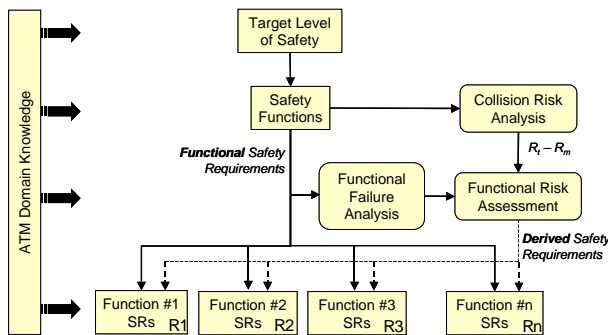 ATM Domain Knowledge
Target Level
of Safety
Safety
Functions
Collision Risk
Analysis
Functional Safety
Requirements
Rt – Rm
Functional
Failure
Analysis
Functional Risk
Assessment
Derived Safety
Requirements
Function #1
SRs R1
Function #2
SRs R2
Function #3
SRs R3
Function #n
SRs Rn